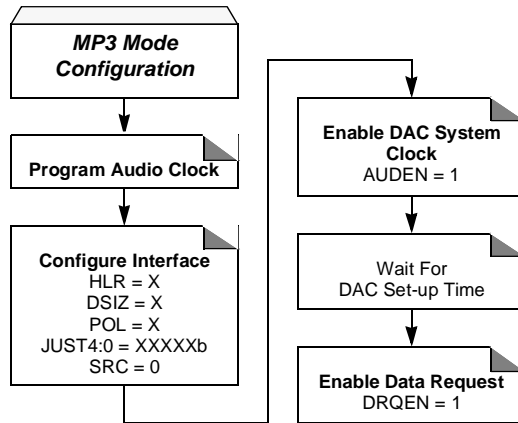 MP3 Mode
Configuration
Program Audio Clock
Configure Interface
HLR = X
DSIZ = X
POL = X
JUST4:0 = XXXXXb
SRC = 0
Enable DAC System
Clock
AUDEN = 1
Wait For
DAC Set-up Time
Enable Data Request
DRQEN = 1